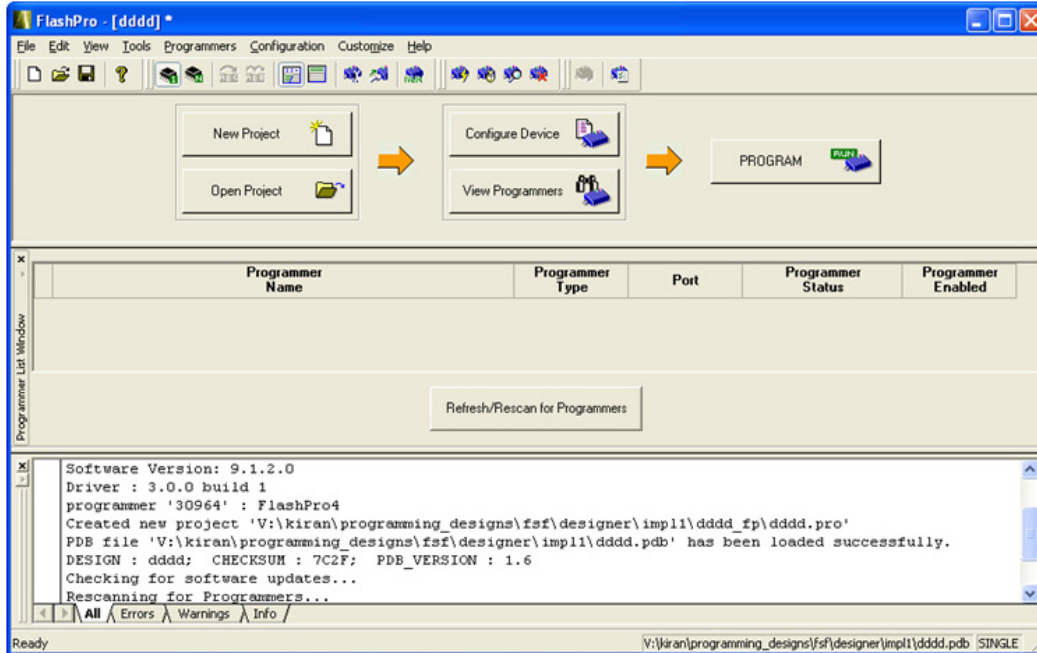 FlashPro - [dddd] *
File Edit View Tools Programmers Configuration Customize Help
New Project
Open Project
Configure Device
View Programmers
PROGRAM
RUN
Programmer List Window
Programmer Name
Programmer Type
Port
Programmer Status
Programmer Enabled
Refresh/Rescan for Programmers
Software Version: 9.1.2.0
Driver : 3.0.0 build 1
programmer '30964' : FlashPro4
Created new project 'V:\kiran\programming_designs\fsf\designer\impl1\dddd_fp\dddd.pro'
PDB file 'V:\kiran\programming_designs\fsf\designer\impl1\dddd.pdb' has been loaded successfully.
DESIGN : dddd; CHECKSUM : 7C2F; PDB_VERSION : 1.6
Checking for software updates...
Rescanning for Programmers...
All Errors Warnings Info
Ready
V:\kiran\programming_designs\fsf\designer\impl1\dddd.pdb SINGLE